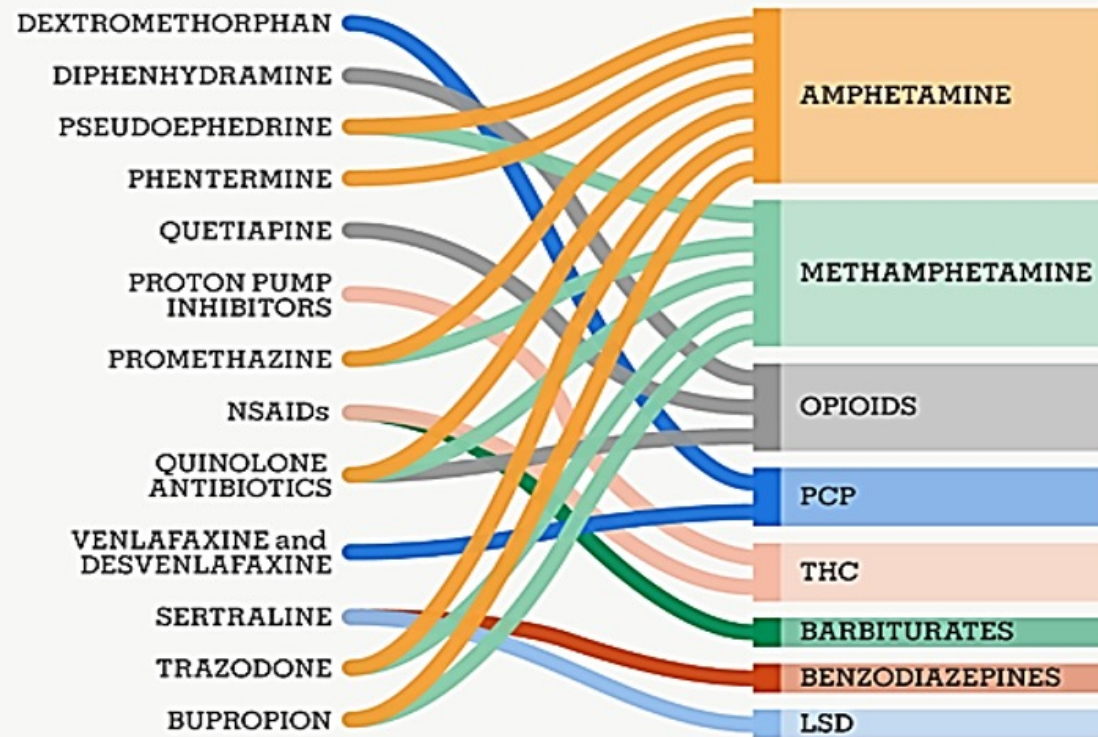 DEXTROMETHORPHAN
DIPHENHYDRAMINE
PSEUDOEPHEDRINE
PHENTERMINE
QUETIAPINE
PROTON PUMP
INHIBITORS
PROMETHAZINE
NSAIDs
QUINOLONE
ANTIBIOTICS
VENLAFAXINE and
DESVENLAFAXINE
SERTRALINE
TRAZODONE
BUPROPION
AMPHETAMINE
METHAMPHETAMINE
OPIOIDS
PCP
THC
BARBITURATES
BENZODIAZEPINES
LSD